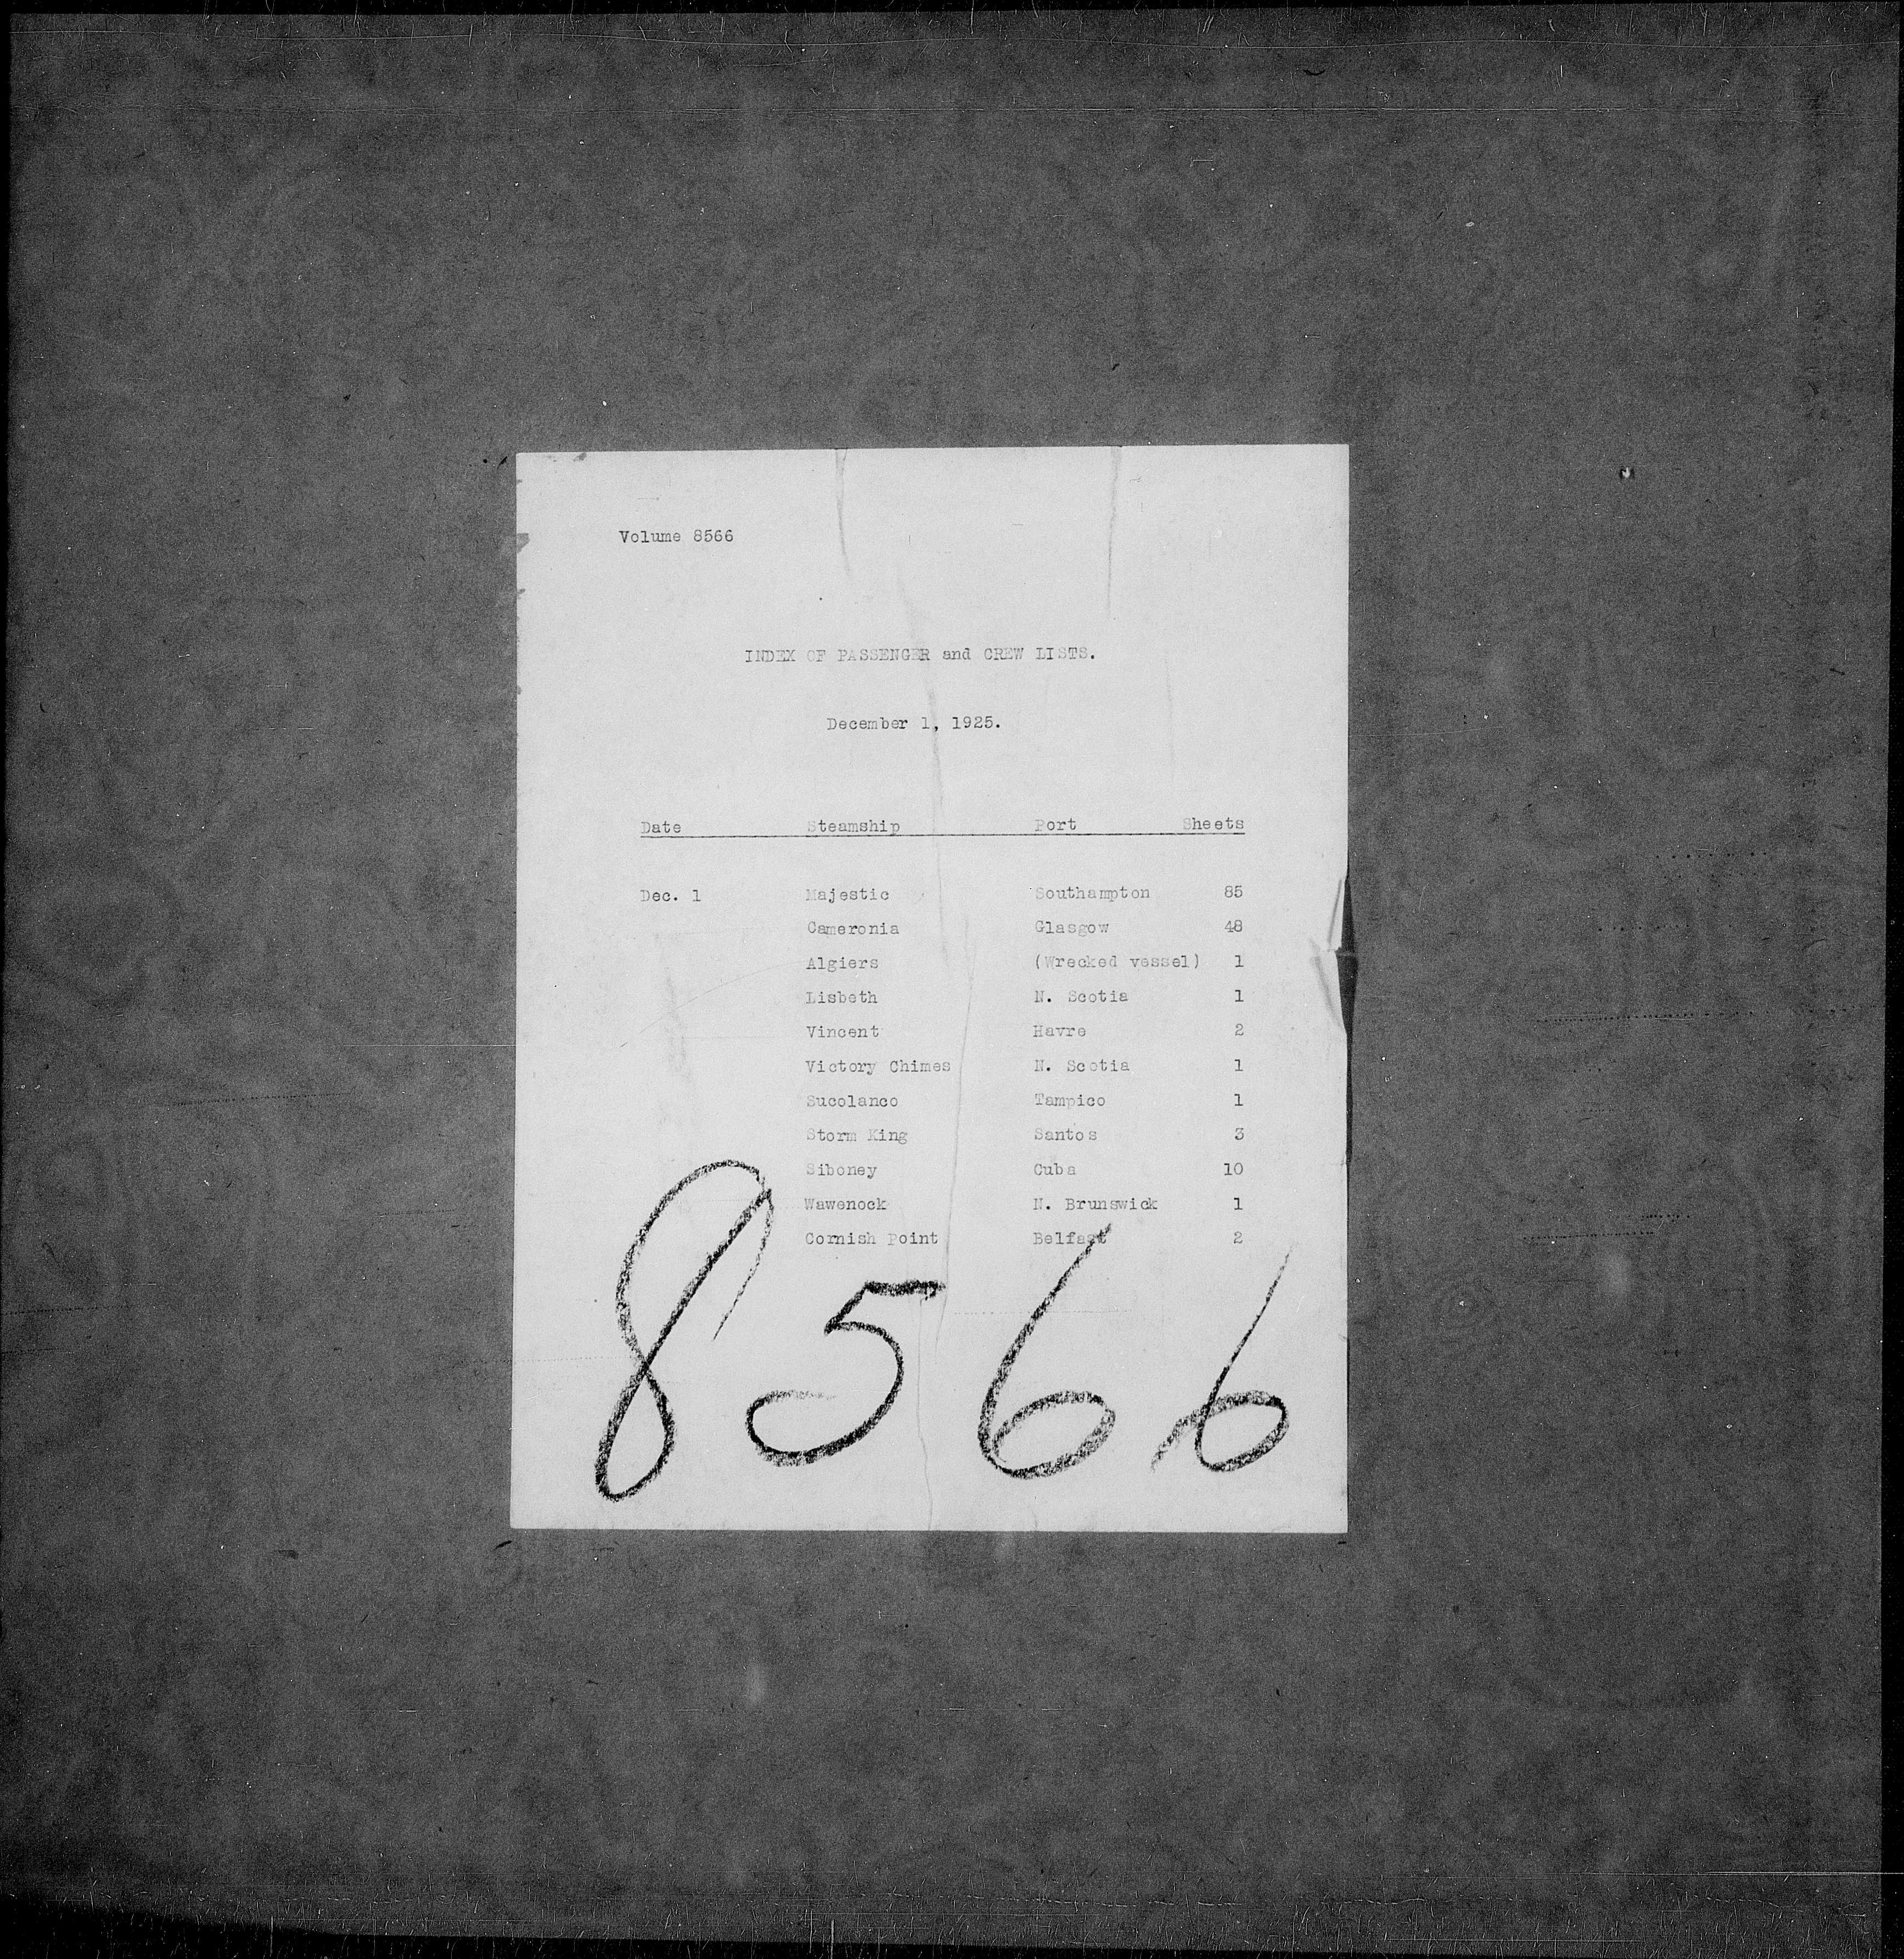 Volume 8566
INDEX OF PASSENGER and CREW LISTS.
December 1, 1925.
Date Steamship Port Sheets
Dec. 1 Majestic Southampton 85
Cameronia Glasgow 48
Algiers (Wrecked vessel) 1
Lisbeth N. Scotia 1
Vincent Havre 2
Victory Chimes N. Scotia 1
Sucolanco Tampico 1
Storm King Santos 3
Siboney Cuba 10
Wawenock N. Brunswick 1
Cornish Point Belfast 2
8566